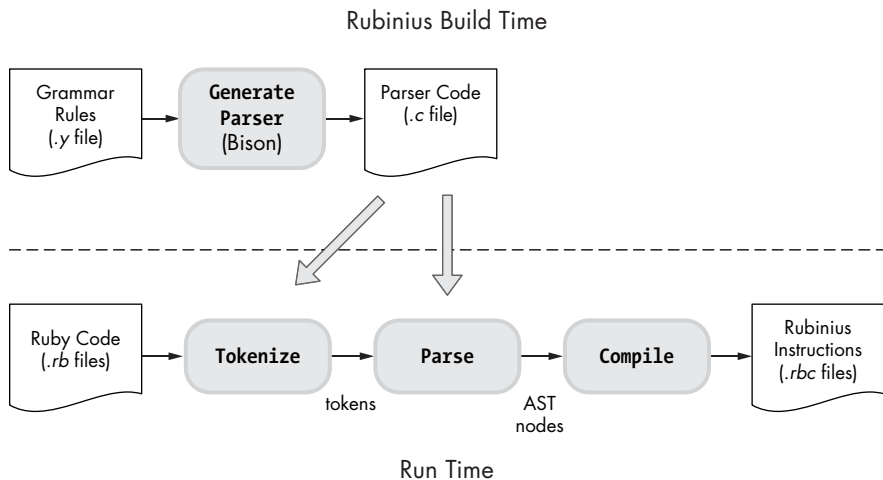 Rubinius Build Time
Grammar
Rules
(.y file)
Generate
Parser
(Bison)
Parser Code
(.c file)
Ruby Code
(.rb files)
Tokenize
tokens
Parse
AST
nodes
Compile
Rubinius
Instructions
(.rbc files)
Run Time